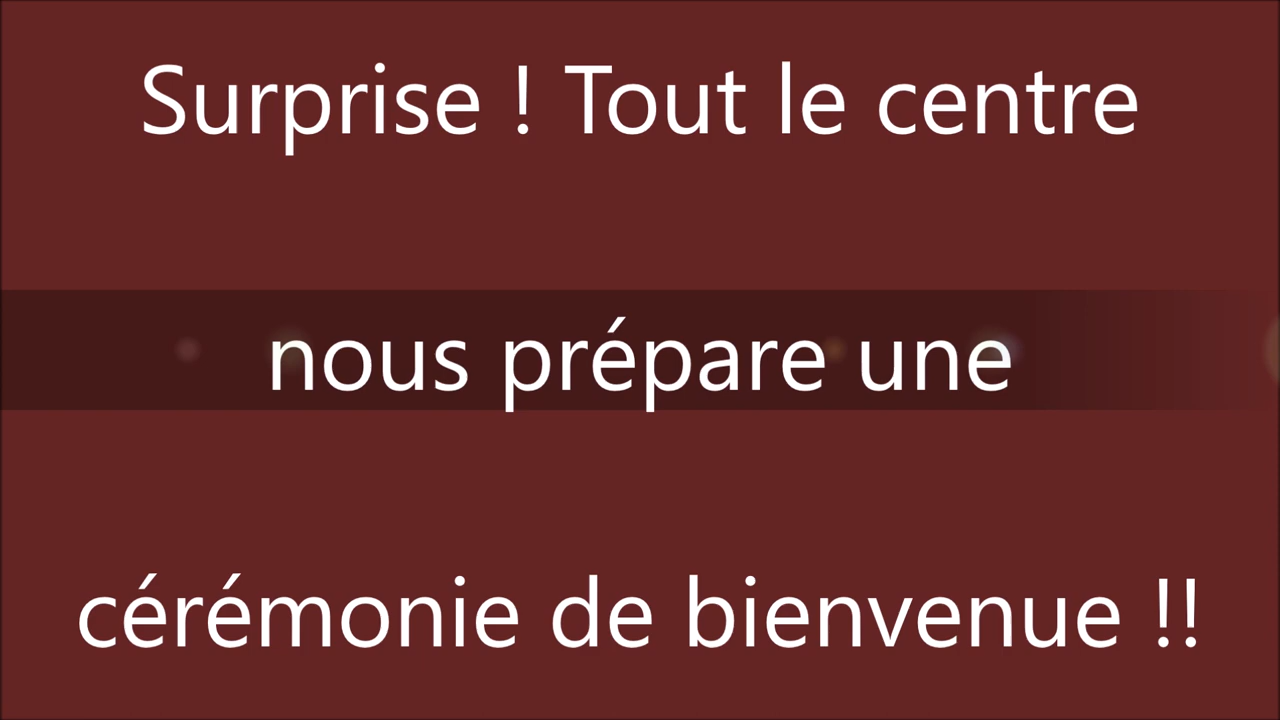 Surprise ! Tout le centre
nous prépare une
cérémonie de bienvenue !!